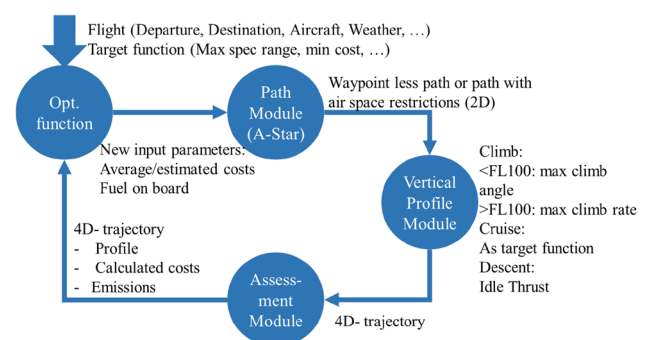 Flight (Departure, Destination, Aircraft, Weather, …)
Target function (Max spec range, min cost, …)
Opt.
function
Path
Module
(A-Star)
Waypoint less path or path with
air space restrictions (2D)
New input parameters:
Average/estimated costs
Fuel on board
Vertical
Profile
Module
Climb:
<FL100: max climb
angle
>FL100: max climb rate
Cruise:
As target function
Descent:
Idle Thrust
4D- trajectory
- Profile
- Calculated costs
- Emissions
Assess-
ment
Module
4D- trajectory